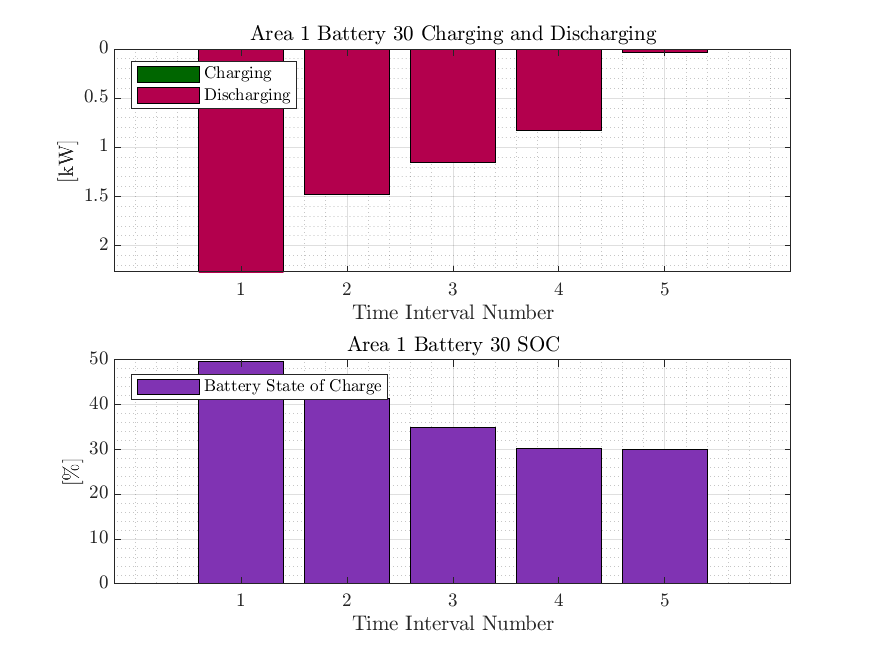 Area 1 Battery 30 Charging and Discharging
0
0.5
1
1.5
2
[kW]
Charging
Discharging
1 2 3 4 5
Time Interval Number
Area 1 Battery 30 SOC
50
40
30
20
10
0
[%]
Battery State of Charge
1 2 3 4 5
Time Interval Number